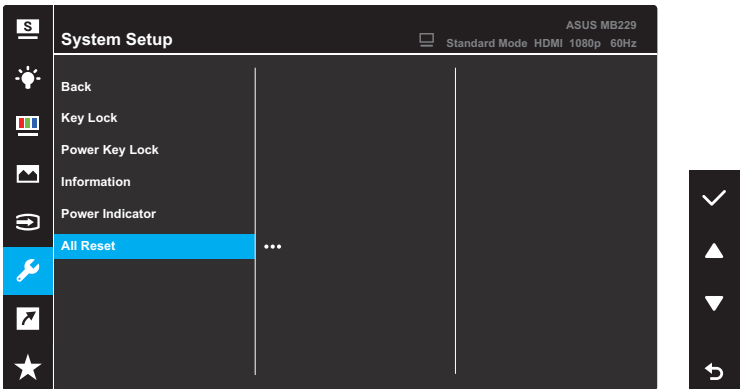 S
ASUS MB229
System Setup
Standard Mode HDMI 1080p 60Hz
Back
Key Lock
Power Key Lock
Information
Power Indicator
All Reset •••